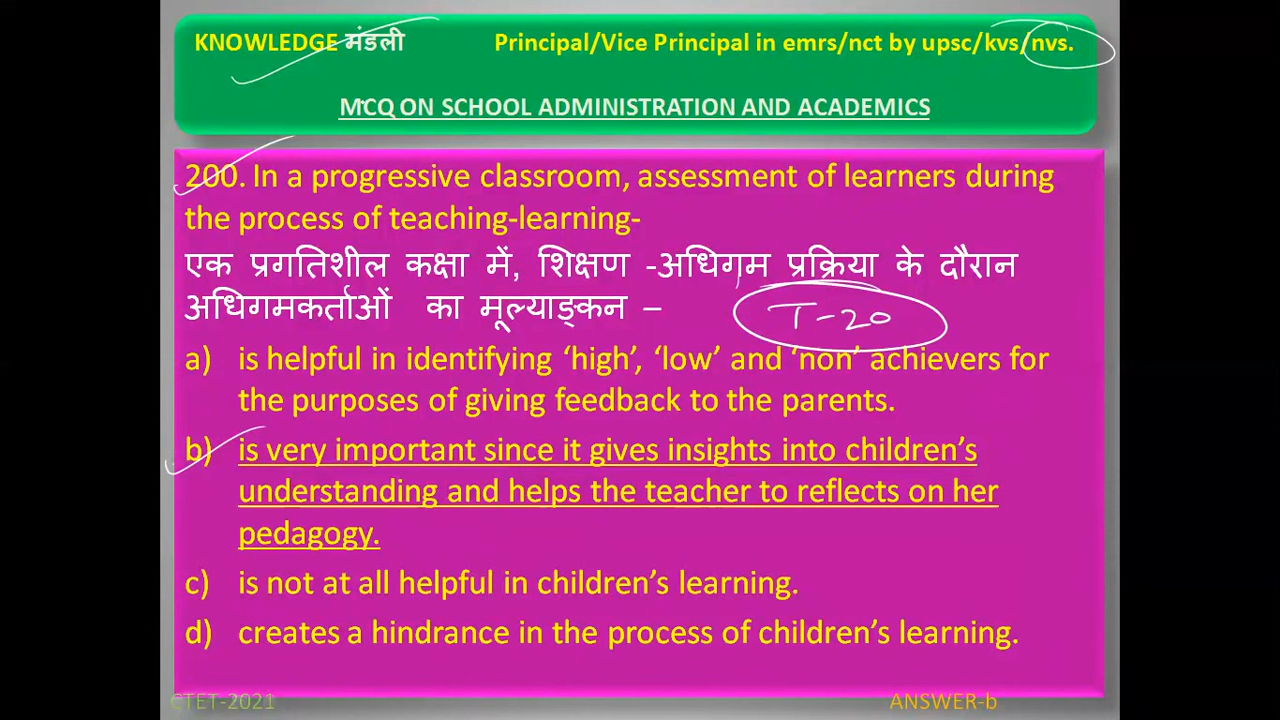 KNOWLEDGE मंडली Principal/Vice Principal in emrs/nct by upsc/kvs/nvs.
MCQ ON SCHOOL ADMINISTRATION AND ACADEMICS
200. In a progressive classroom, assessment of learners during
the process of teaching-learning-
एक प्रगतिशील कक्षा में, शिक्षण -अधिगम प्रक्रिया के दौरान
अधिगमकर्ताओं का मूल्याङ्कन –
T-20
a) is helpful in identifying ‘high’, ‘low’ and ‘non’ achievers for
the purposes of giving feedback to the parents.
b) is very important since it gives insights into children’s
understanding and helps the teacher to reflects on her
pedagogy.
c) is not at all helpful in children’s learning.
d) creates a hindrance in the process of children’s learning.
CTET-2021 ANSWER-b